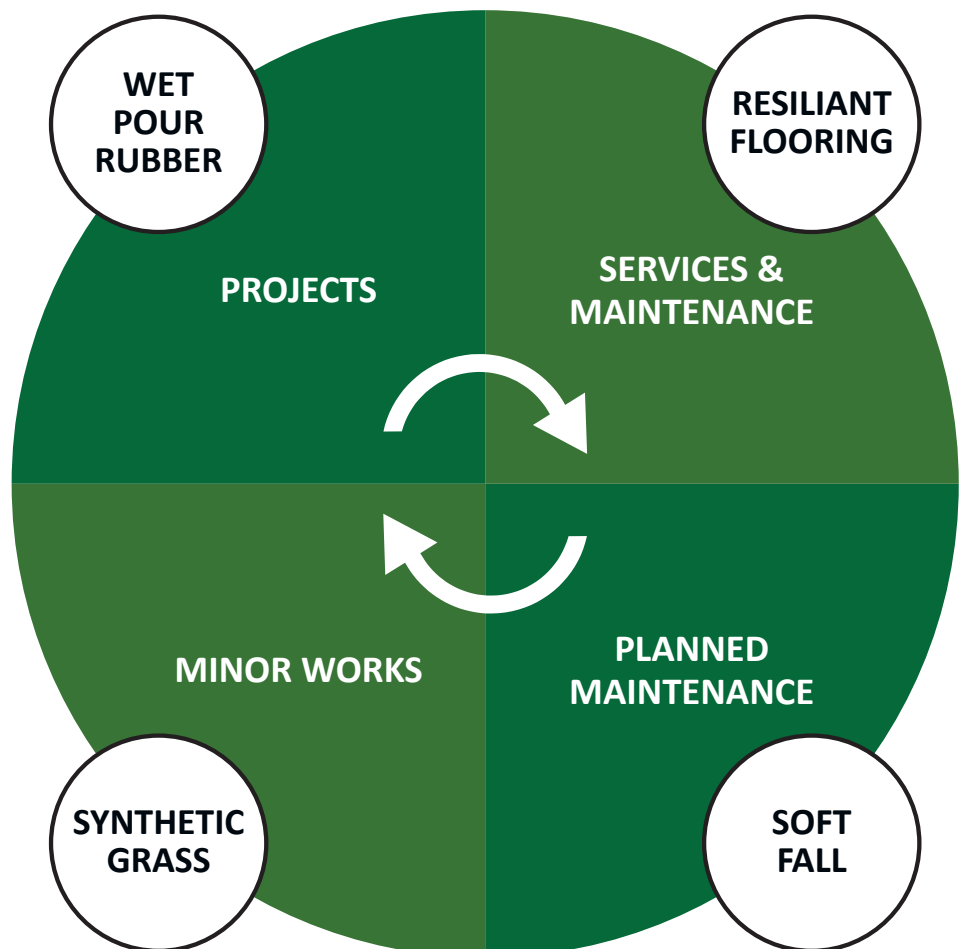 WET
POUR
RUBBER
RESILIANT
FLOORING
PROJECTS
SERVICES &
MAINTENANCE
MINOR WORKS
PLANNED
MAINTENANCE
SYNTHETIC
GRASS
SOFT
FALL